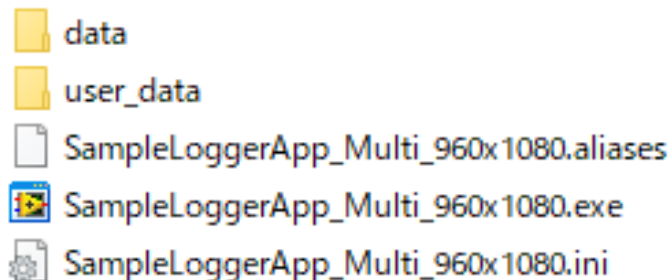 data
user_data
SampleLoggerApp_Multi_960x1080.aliases
SampleLoggerApp_Multi_960x1080.exe
SampleLoggerApp_Multi_960x1080.ini